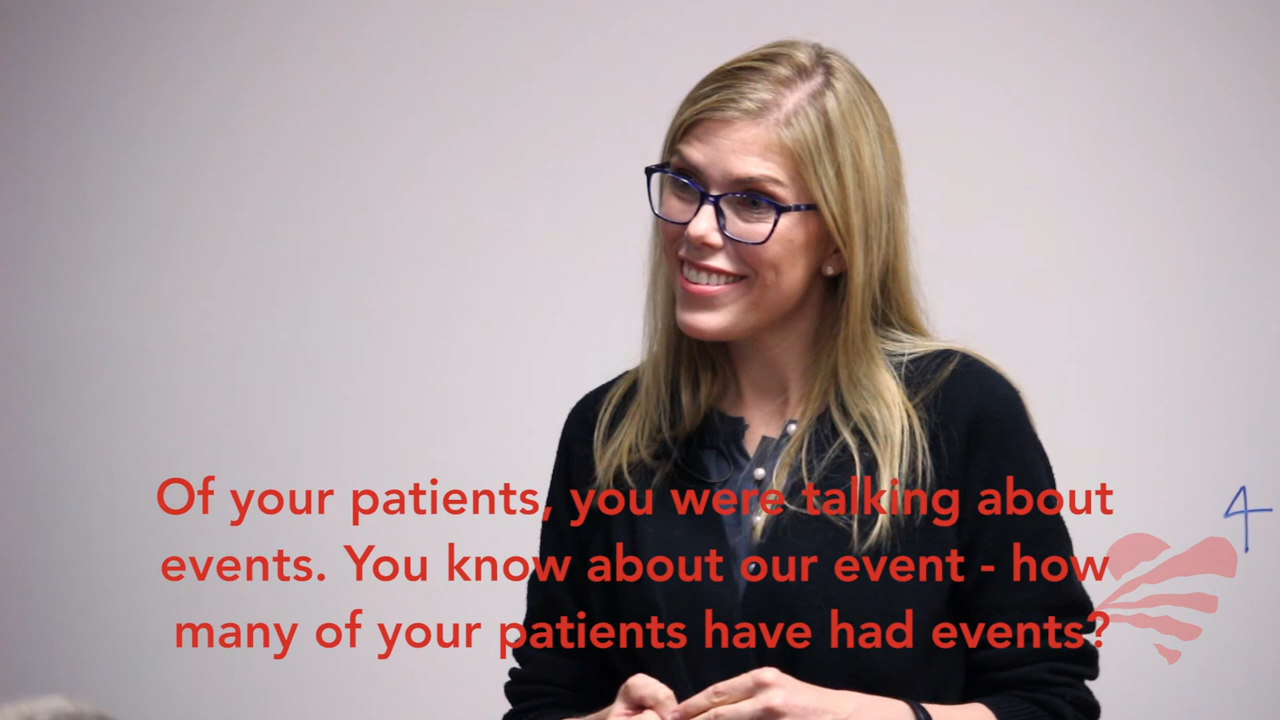 Of your patients, you were talking about
events. You know about our event - how
many of your patients have had events?
4